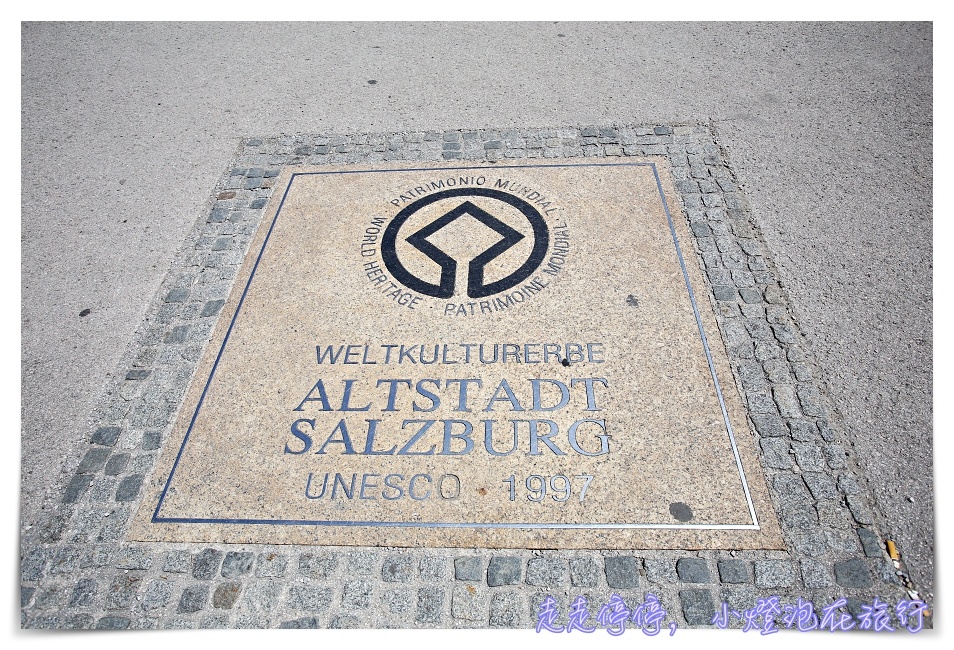 PATRIMONIO MUNDIAL
WORLD HERITAGE
PATRIMOINE MONDIAL
WELTKULTURERBE
ALTSTADT
SALZBURG
UNESCO 1997
走走停停，小燈泡在旅行